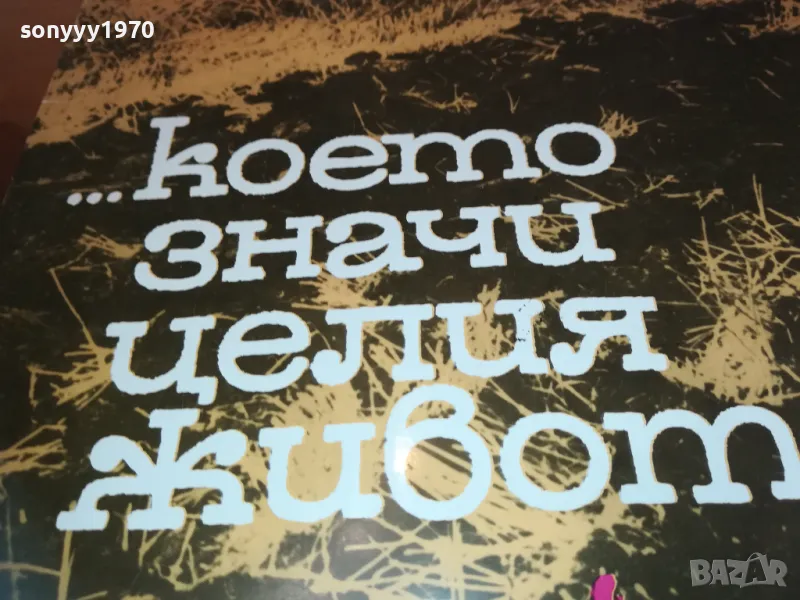 sonyyy1970
...което
значи
целия
живот
BAZAR